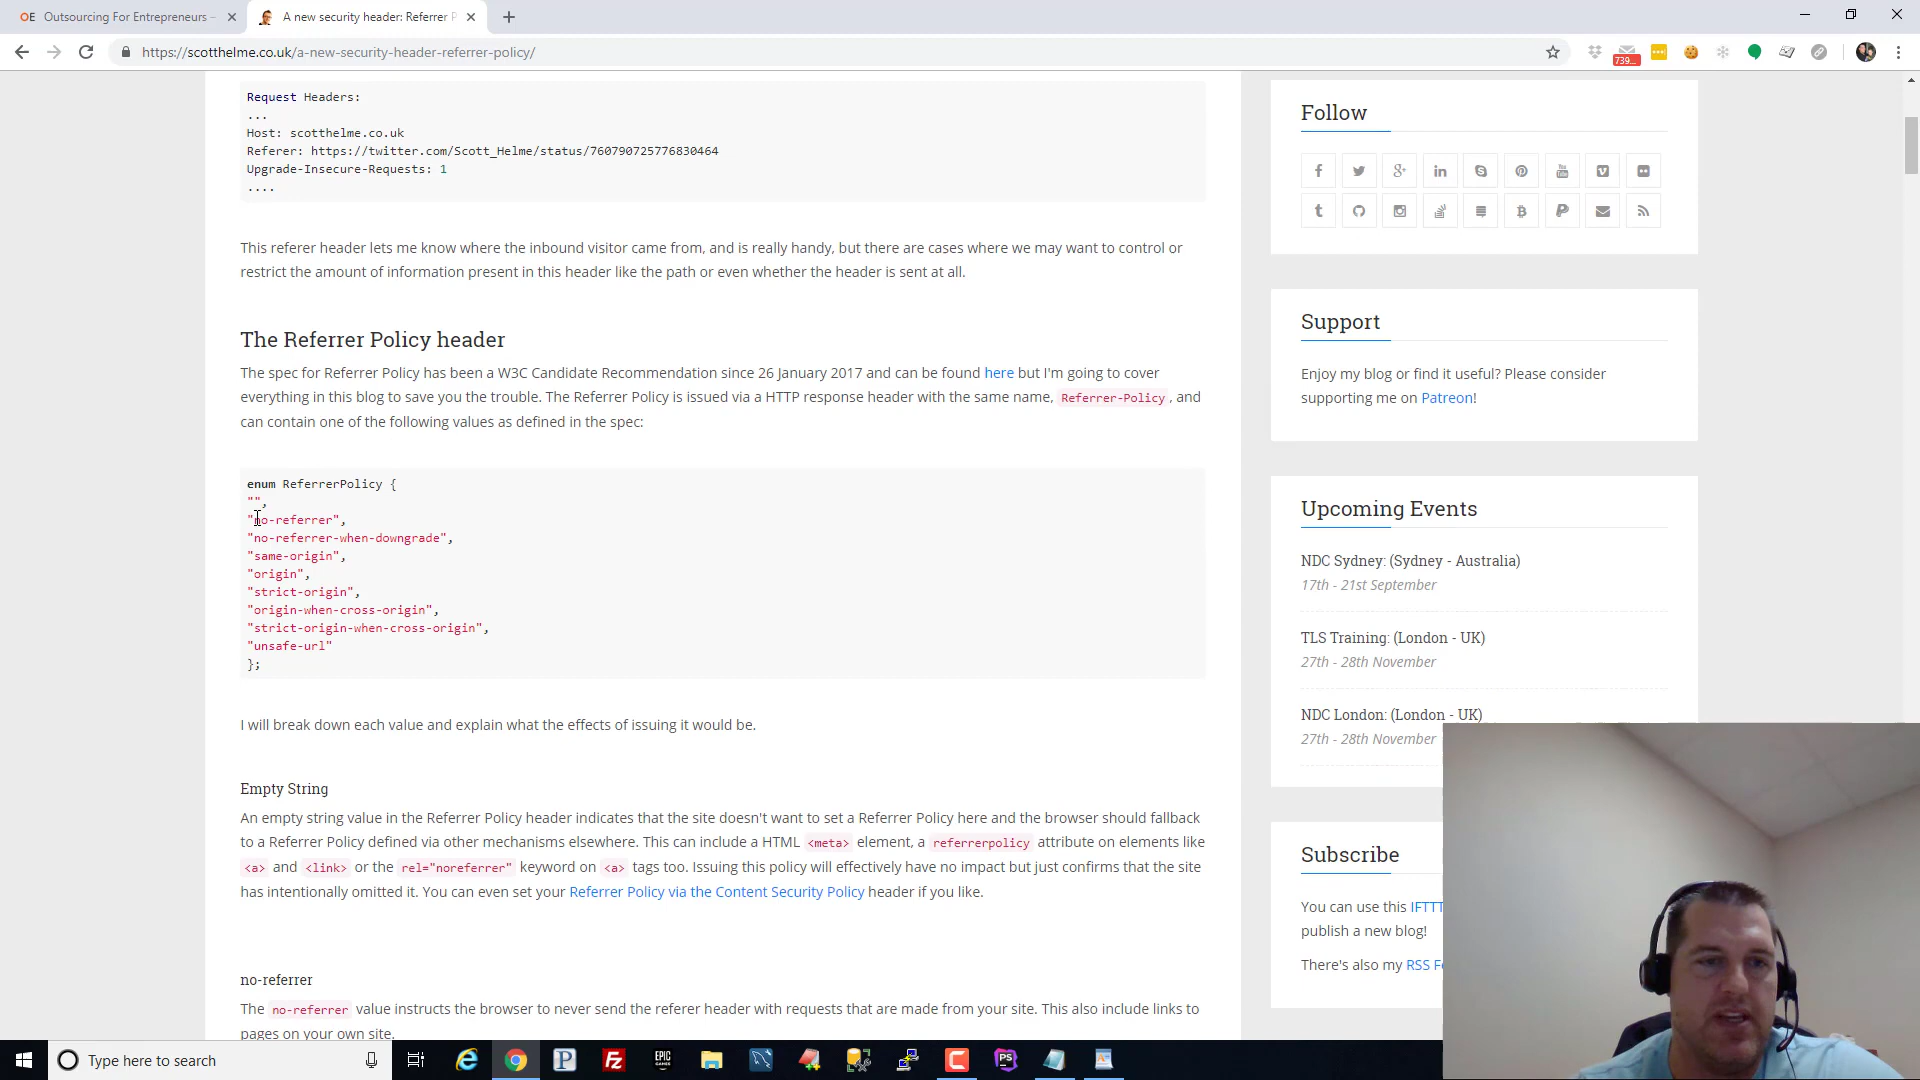 OE Outsourcing For Entrepreneurs -
A new security header: Referrer P
https://scotthelme.co.uk/a-new-security-header-referrer-policy/
739...
Request Headers:
...
Host: scotthelme.co.uk
Referer: https://twitter.com/Scott_Helme/status/760790725776830464
Upgrade-Insecure-Requests: 1
....
This referer header lets me know where the inbound visitor came from, and is really handy, but there are cases where we may want to control or
restrict the amount of information present in this header like the path or even whether the header is sent at all.
The Referrer Policy header
The spec for Referrer Policy has been a W3C Candidate Recommendation since 26 January 2017 and can be found here but I'm going to cover
everything in this blog to save you the trouble. The Referrer Policy is issued via a HTTP response header with the same name, Referrer-Policy, and
can contain one of the following values as defined in the spec:
enum ReferrerPolicy {
"",
"no-referrer",
"no-referrer-when-downgrade",
"same-origin",
"origin",
"strict-origin",
"origin-when-cross-origin",
"strict-origin-when-cross-origin",
"unsafe-url"
};
I will break down each value and explain what the effects of issuing it would be.
Empty String
An empty string value in the Referrer Policy header indicates that the site doesn't want to set a Referrer Policy here and the browser should fallback
to a Referrer Policy defined via other mechanisms elsewhere. This can include a HTML <meta> element, a referrerpolicy attribute on elements like
<a> and <link> or the rel="noreferrer" keyword on <a> tags too. Issuing this policy will effectively have no impact but just confirms that the site
has intentionally omitted it. You can even set your Referrer Policy via the Content Security Policy header if you like.
no-referrer
The no-referrer value instructs the browser to never send the referer header with requests that are made from your site. This also include links to
pages on your own site.
Follow
Support
Enjoy my blog or find it useful? Please consider
supporting me on Patreon!
Upcoming Events
NDC Sydney: (Sydney - Australia)
17th - 21st September
TLS Training: (London - UK)
27th - 28th November
NDC London: (London - UK)
27th - 28th November
Subscribe
You can use this IFTTT
publish a new blog!
There's also my RSS Fe
Type here to search